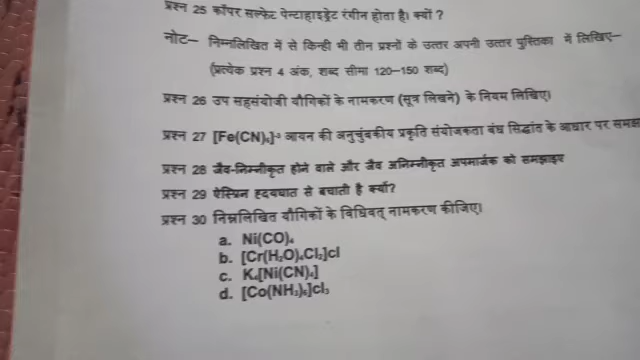 प्रश्न 25 कॉपर सल्फेट पेन्टाहाइड्रेट रंगीन होता है। क्यों ?
नोट– निम्नलिखित में से किन्ही भी तीन प्रश्नों के उत्तर अपनी उत्तर पुस्तिका में लिखिए–
(प्रत्येक प्रश्न 4 अंक, शब्द सीमा 120–150 शब्द)
प्रश्न 26 उप सहसंयोजी यौगिकों के नामकरण (सूत्र लिखने) के नियम लिखिए।
प्रश्न 27 [Fe(CN)₆]⁻³ आयन की अनुचुंबकीय प्रकृति संयोजकता बंध सिद्धांत के आधार पर
प्रश्न 28 जैव-निम्नीकृत होने वाले और जैव अनिम्नीकृत अपमार्जक को समझाइए
प्रश्न 29 ऐस्प्रिन ह्दयघात से बचाती है क्यों?
प्रश्न 30 निम्नलिखित यौगिकों के विधिवत् नामकरण कीजिए।
a. Ni(CO)₄
b. [Cr(H₂O)₄Cl₂]cl
c. K₄[Ni(CN)₄]
d. [Co(NH₃)₆]cl₃